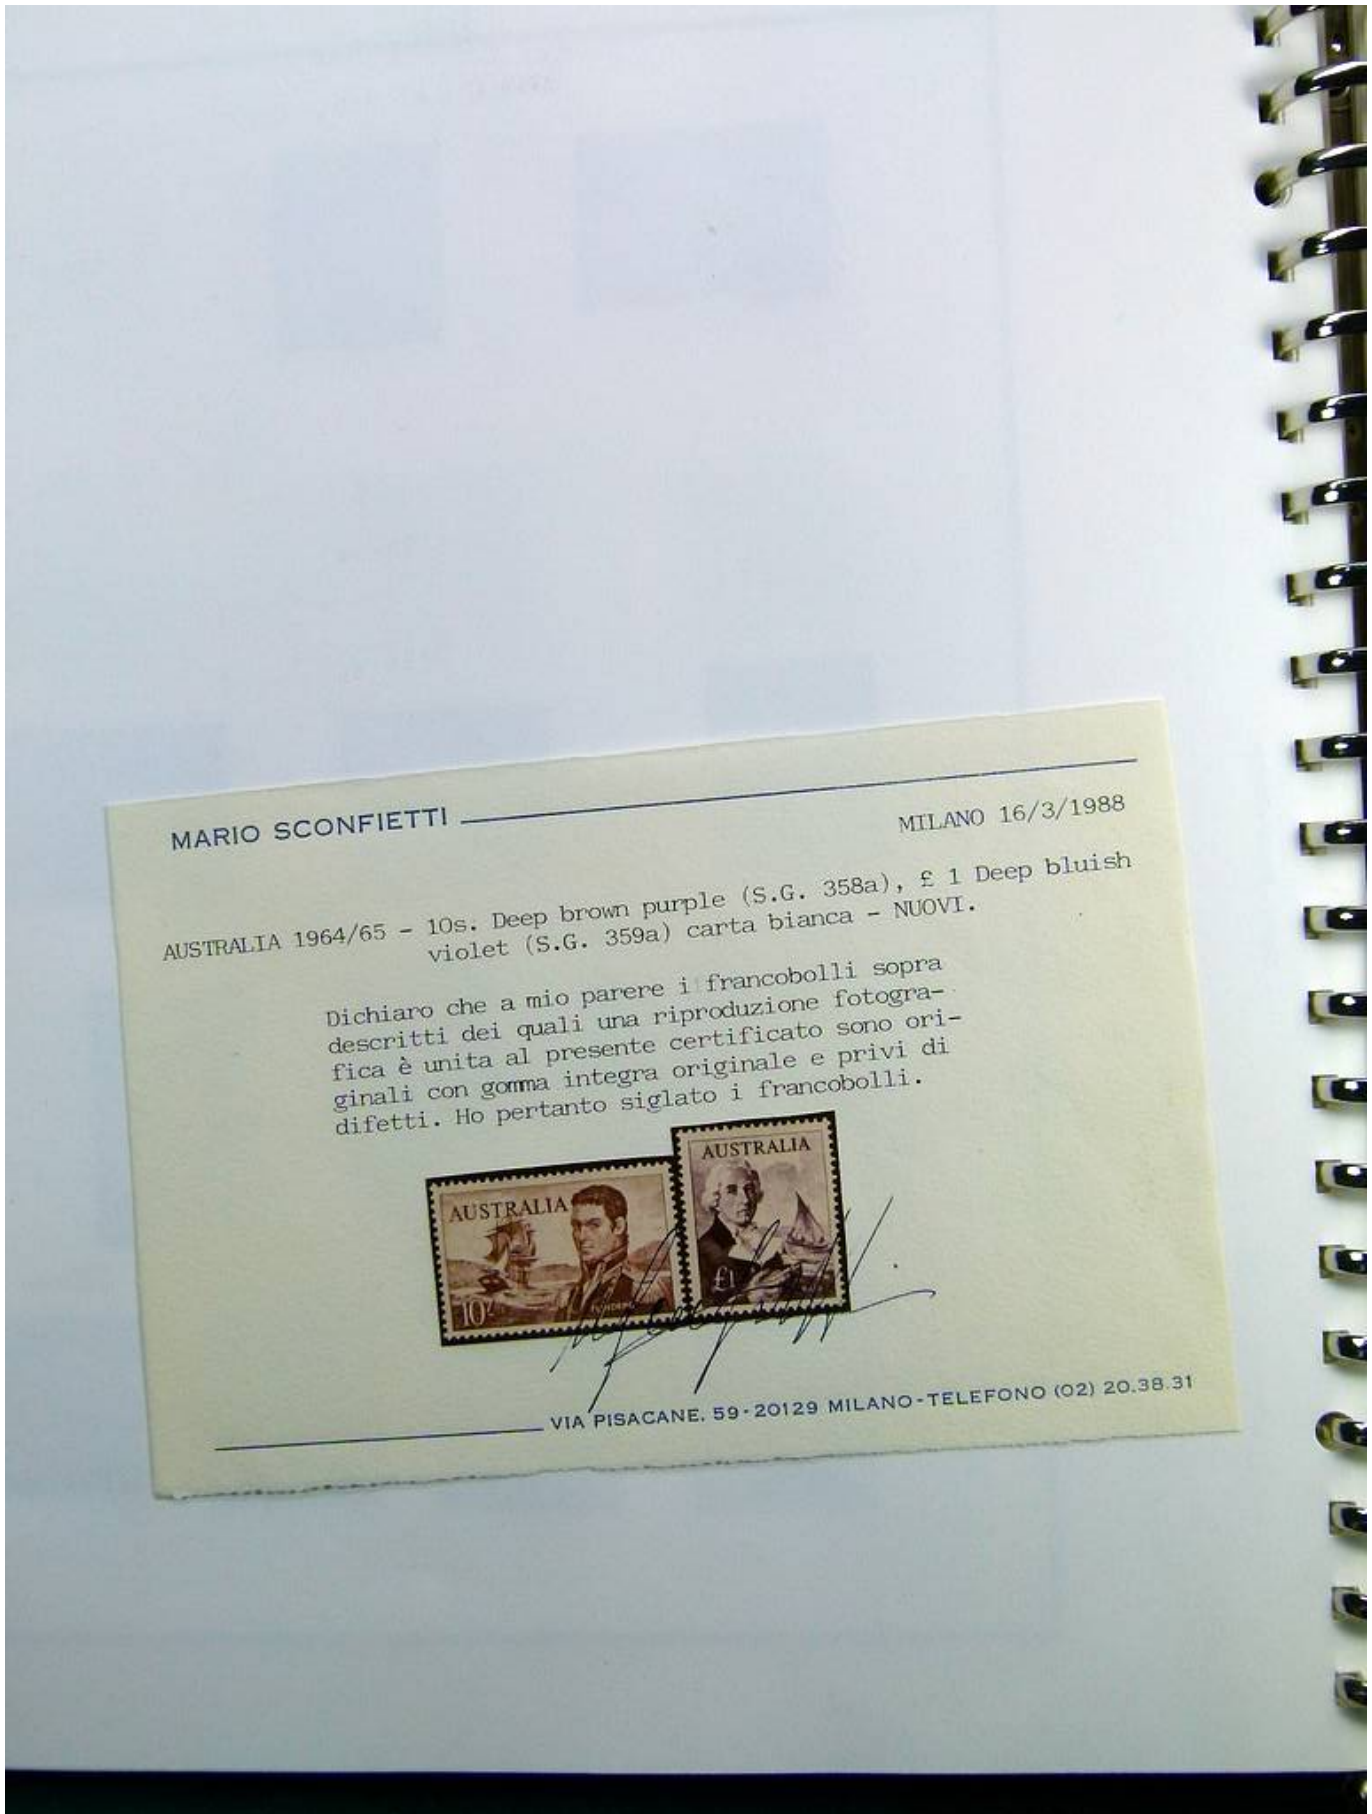 MARIO SCONFIETTI
MILANO 16/3/1988
AUSTRALIA 1964/65 - 10s. Deep brown purple (S.G. 358a), £ 1 Deep bluish
violet (S.G. 359a) carta bianca - NUOVI.
Dichiaro che a mio parere i francobolli sopra
descritti dei quali una riproduzione fotogra-
fica è unita al presente certificato sono ori-
ginali con gomma integra originale e privi di
difetti. Ho pertanto siglato i francobolli.
AUSTRALIA
10/-
AUSTRALIA
£1
VIA PISACANE, 59-20129 MILANO-TELEFONO (02) 20.38.31